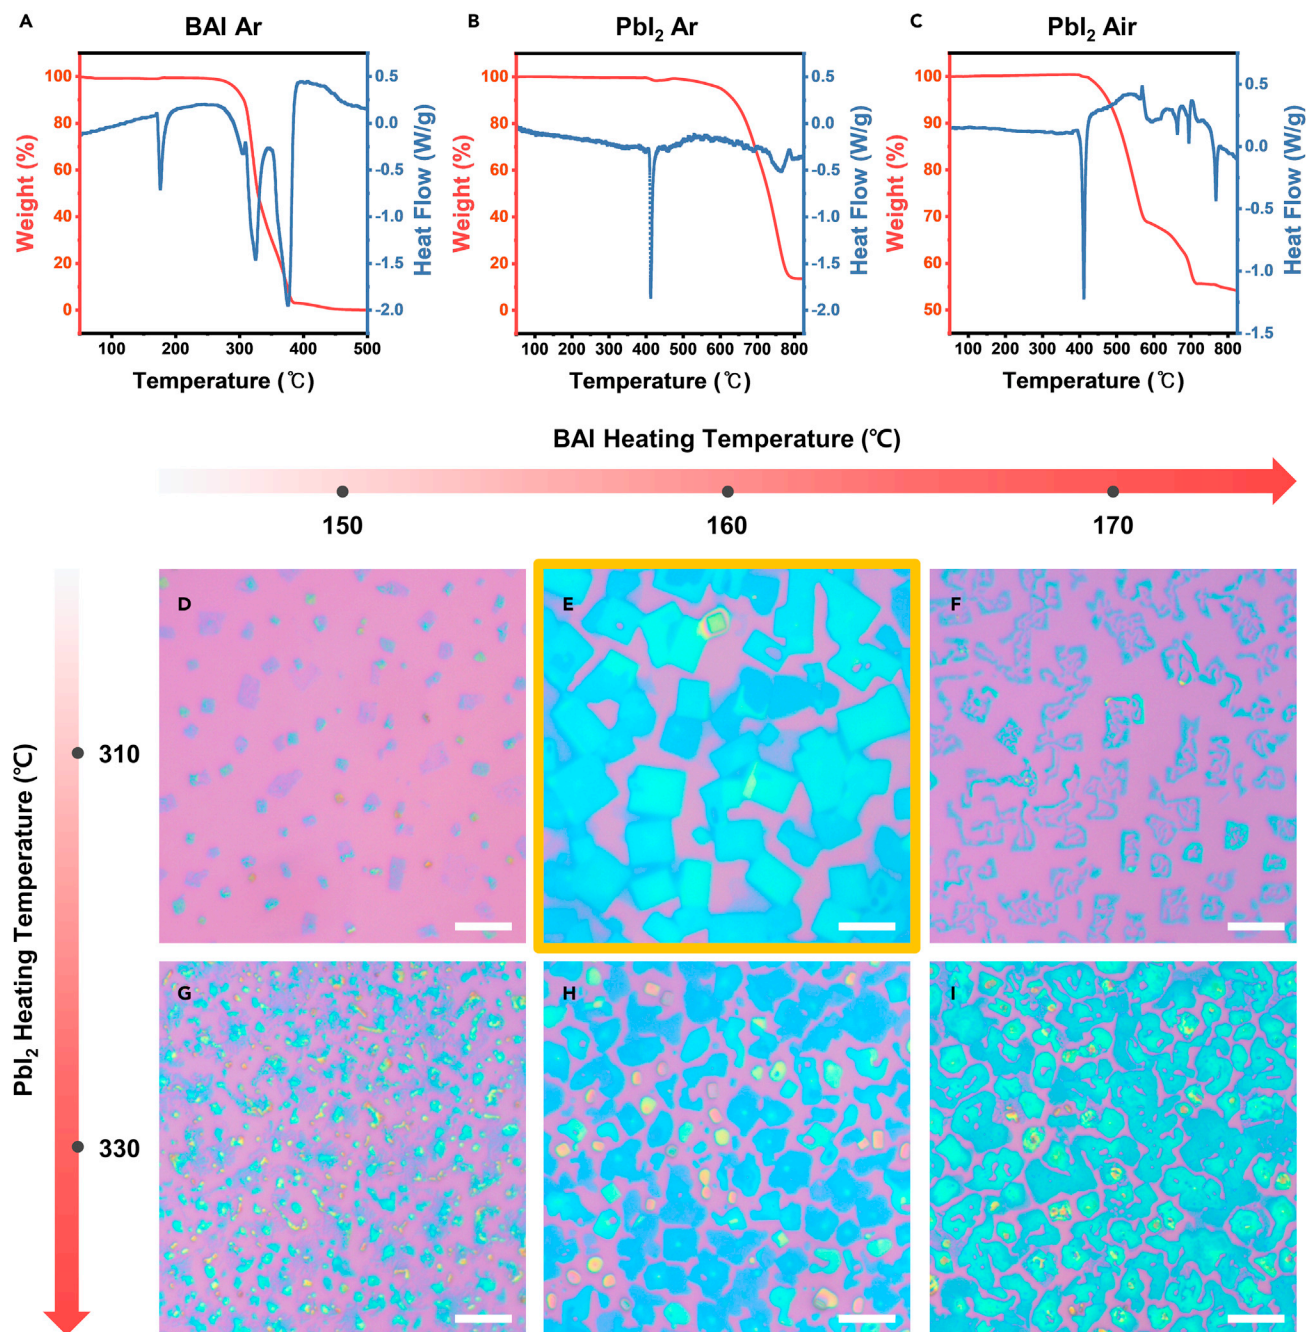 A
BAI Ar
B
PbI2 Ar
C
PbI2 Air
100
80
60
40
20
0
Weight (%)
0.5
0.0
-0.5
-1.0
-1.5
-2.0
Heat Flow (W/g)
100 200 300 400 500
Temperature (℃)
100
80
60
40
20
0
Weight (%)
0.5
0.0
-0.5
-1.0
-1.5
-2.0
Heat Flow (W/g)
100 200 300 400 500 600 700 800
Temperature (℃)
100
90
80
70
60
50
Weight (%)
0.5
0.0
-0.5
-1.0
-1.5
Heat Flow (W/g)
100 200 300 400 500 600 700 800
Temperature (℃)
BAI Heating Temperature (℃)
150 160 170
PbI2 Heating Temperature (℃)
310
330
D
E
F
G
H
I